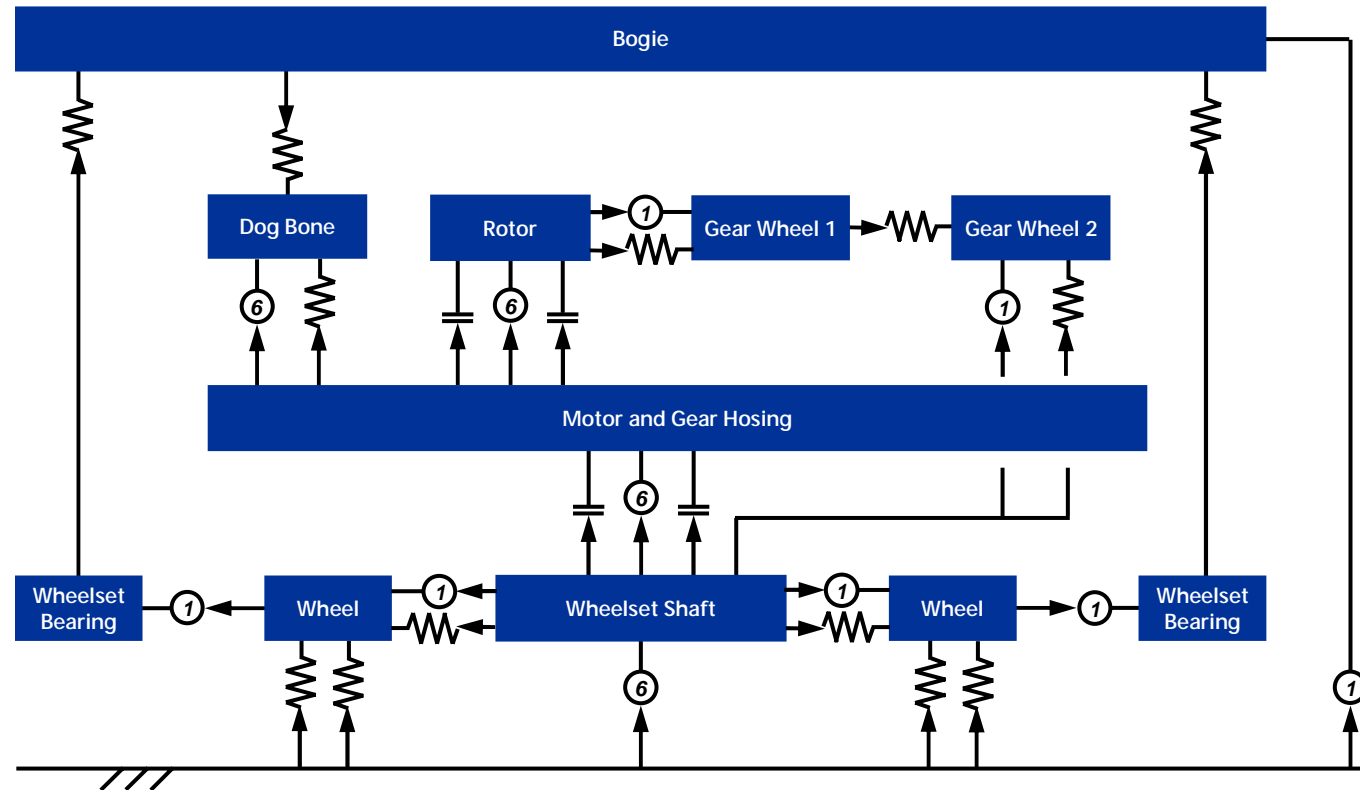 Bogie
Dog Bone
Rotor
1
Gear Wheel 1
Gear Wheel 2
6
6
1
Motor and Gear Hosing
6
Wheelset
Bearing
1
Wheel
1
Wheelset Shaft
1
Wheel
1
Wheelset
Bearing
6
1